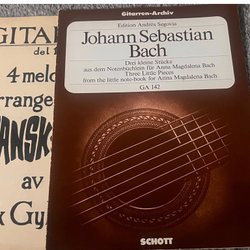 GITAR
del 1
4 melo
arrange
ANSK
av
x Gy
Gitarren-Archiv
Edition Andrés Segovia
Johann Sebastian
Bach
Drei kleine Stücke
aus dem Notenbüchlein für Anna Magdalena Bach
Three Little Pieces
from the little note-book for Anna Magdalena Bach
GA 142
SCHOTT